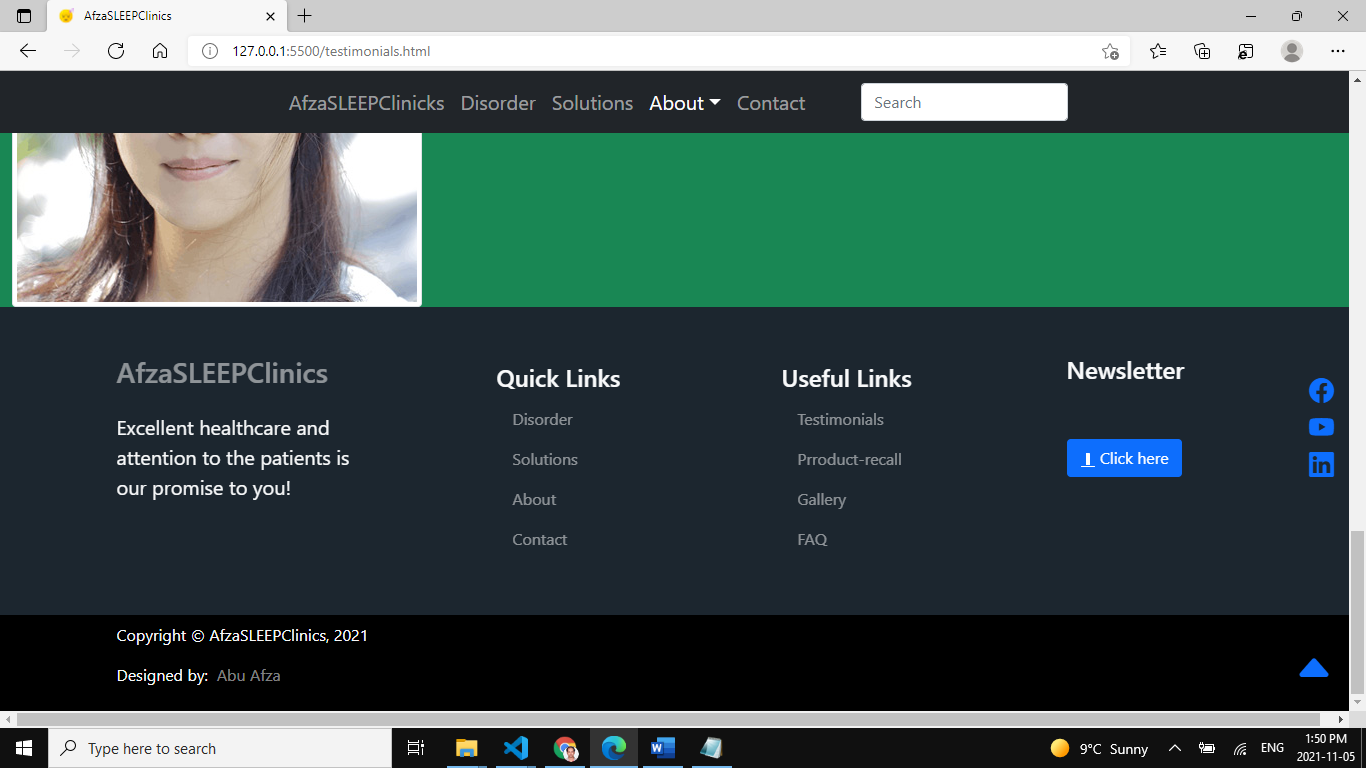 AfzaSLEEPClinics
127.0.0.1:5500/testimonials.html
AfzaSLEEPClinicks Disorder Solutions About Contact Search
AfzaSLEEPClinics
Excellent healthcare and
attention to the patients is
our promise to you!
Quick Links
Disorder
Solutions
About
Contact
Useful Links
Testimonials
Prroduct-recall
Gallery
FAQ
Newsletter
Click here
Copyright © AfzaSLEEPClinics, 2021
Designed by: Abu Afza
Type here to search
9°C Sunny
ENG
1:50 PM
2021-11-05